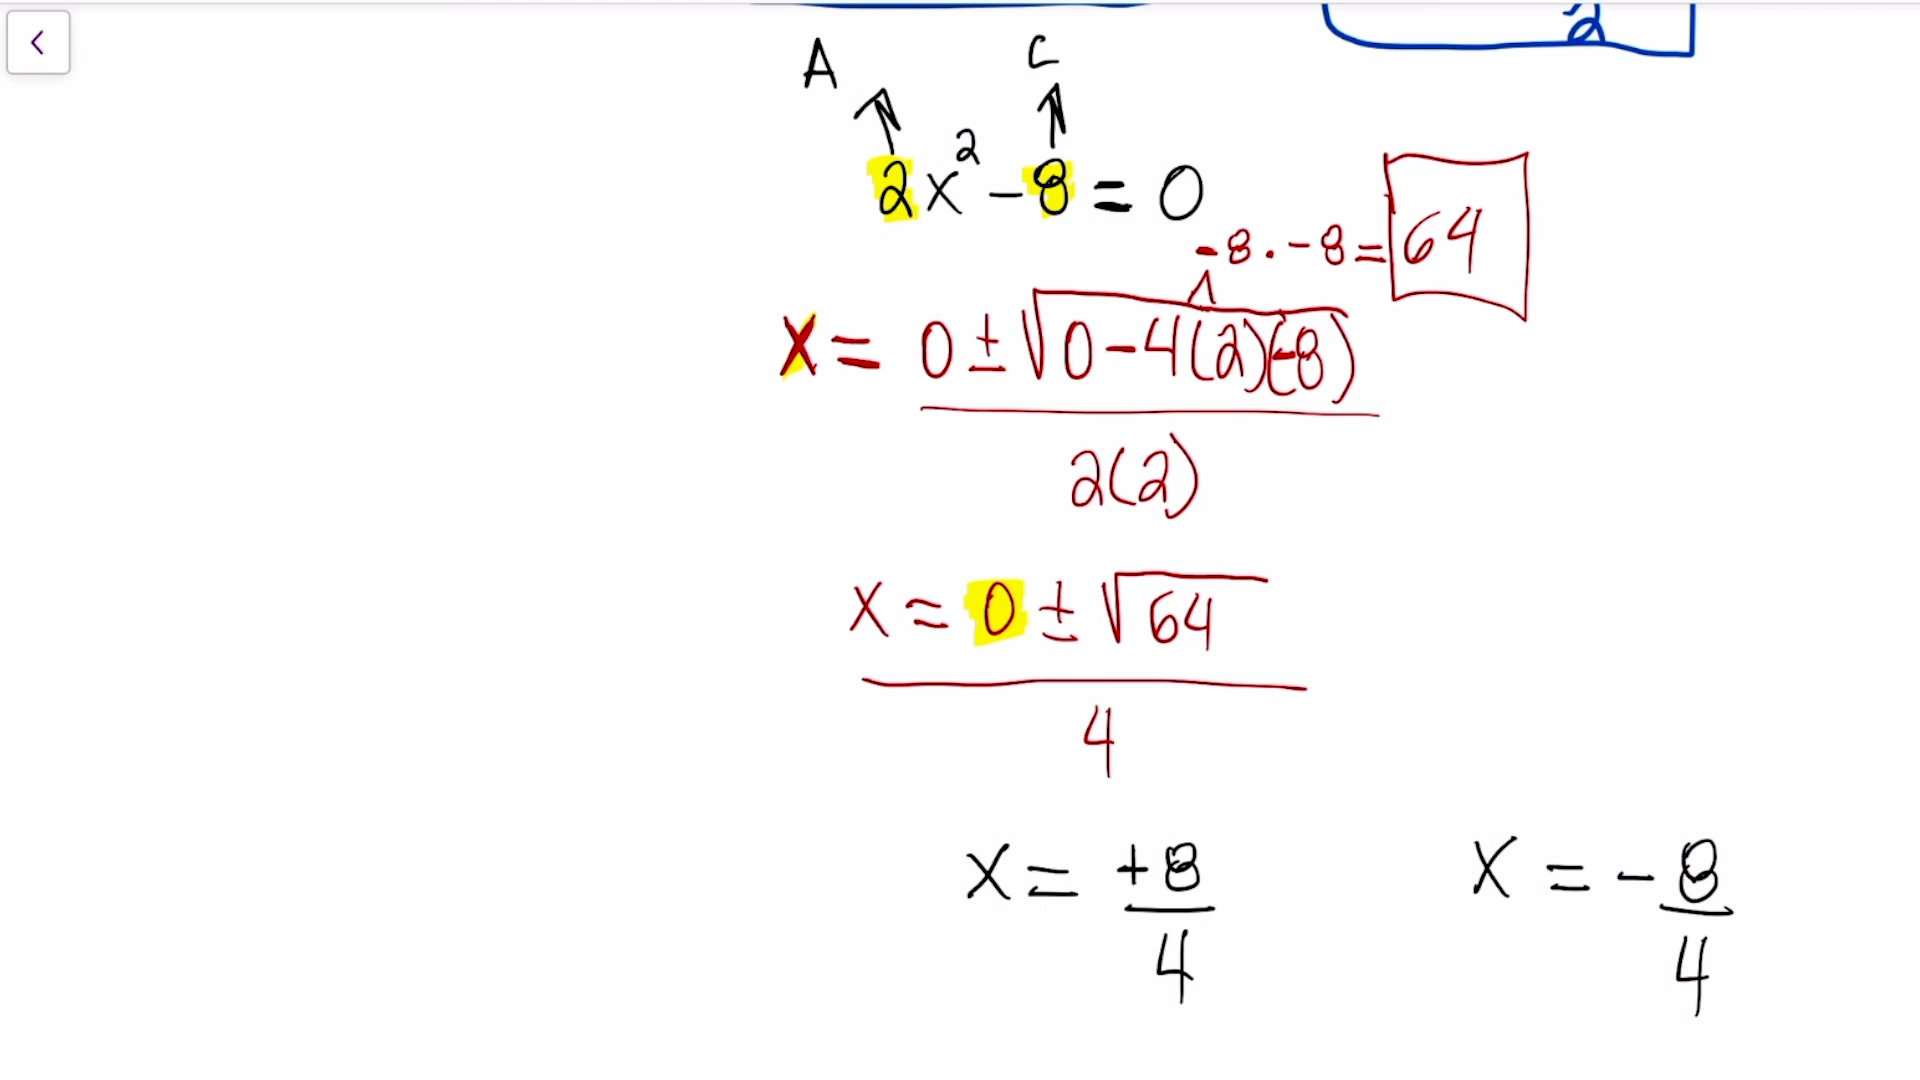 2
A C
2x² - 8 = 0
-8 · -8 = 64
x = 0 ± √0-4(2)(-8)
2(2)
x = 0 ± √64
4
x = +8 x = -8
4 4